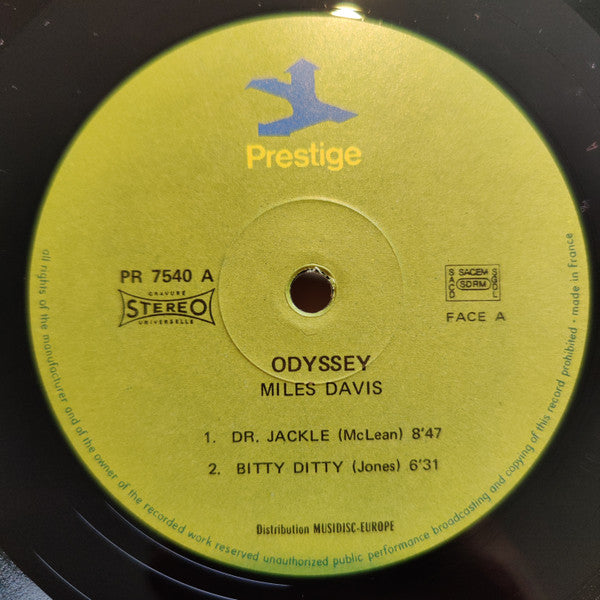 Prestige
PR 7540 A
GRAVURE
STEREO
UNIVERSELLE
SACD SACEM SDRM SGDL
FACE A
ODYSSEY
MILES DAVIS
1. DR. JACKLE (McLean) 8'47
2. BITTY DITTY (Jones) 6'31
Distribution MUSIDISC-EUROPE
all rights of the manufacturer and of the owner of the recorded work reserved unauthorized public performance broadcasting and copying of this record prohibited - made in france